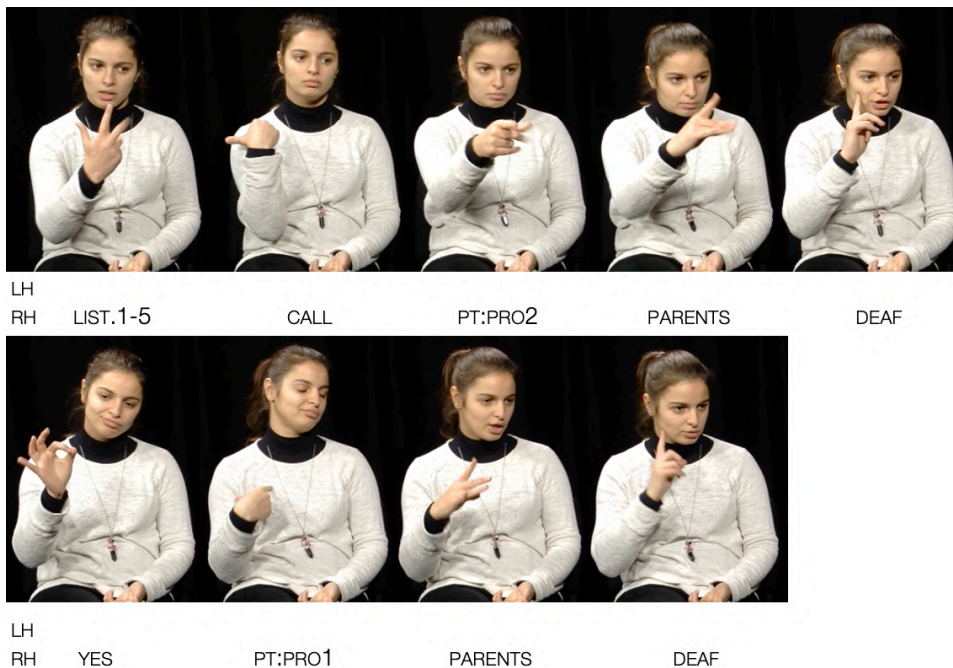 LH
RH LIST.1-5 CALL PT:PRO2 PARENTS DEAF
LH
RH YES PT:PRO1 PARENTS DEAF